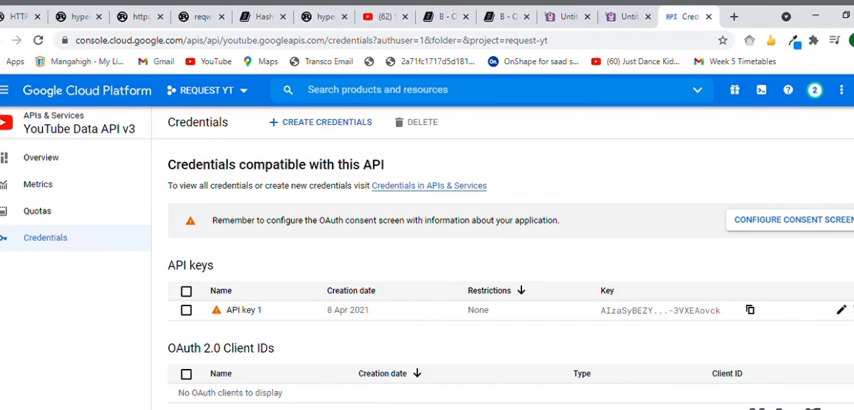 HTTP hype http: reqw Hash hype (62) B - O B - O Untit Untit API Cred
console.cloud.google.com/apis/api/youtube.googleapis.com/credentials?authuser=1&folder=&project=request-yt
Apps Mangahigh - My Li... Gmail YouTube Maps Transco Email 2a71fc1717d5d181... OnShape for saad s... (60) Just Dance Kid... Week 5 Timetables
Google Cloud Platform REQUEST YT Search products and resources 2
APIs & Services
YouTube Data API v3
Credentials + CREATE CREDENTIALS DELETE
Overview
Metrics
Quotas
Credentials
Credentials compatible with this API
To view all credentials or create new credentials visit Credentials in APIs & Services
Remember to configure the OAuth consent screen with information about your application. CONFIGURE CONSENT SCREEN
API keys
Name Creation date Restrictions Key
API key 1 8 Apr 2021 None AIzaSyBEZY...-3VXEAovck
OAuth 2.0 Client IDs
Name Creation date Type Client ID
No OAuth clients to display